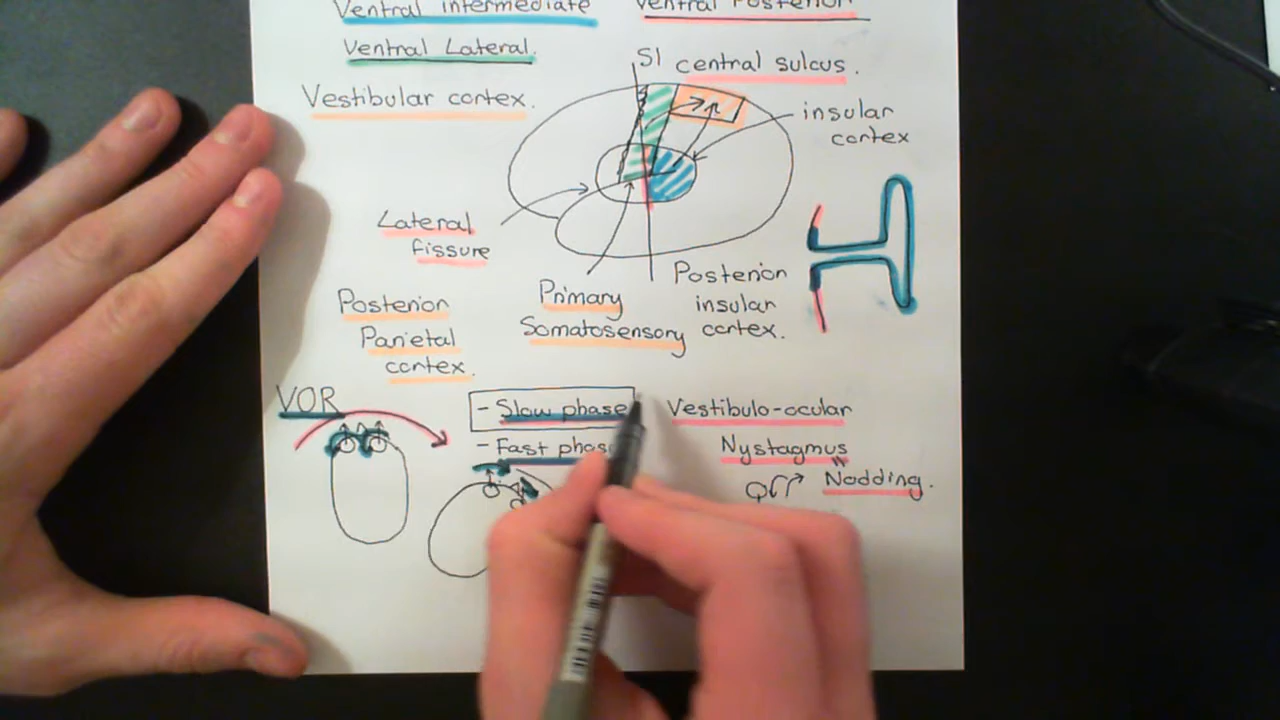 Ventral Intermediate
Ventral Posterior
Ventral Lateral.
S1
central sulcus.
Vestibular cortex.
insular
cortex
Lateral
fissure
Posterior
Parietal
cortex.
Primary
Somatosensory
Posterior
insular
cortex.
VOR
- Slow phase
- Fast phase
Vestibulo-ocular
Nystagmus
Nodding.